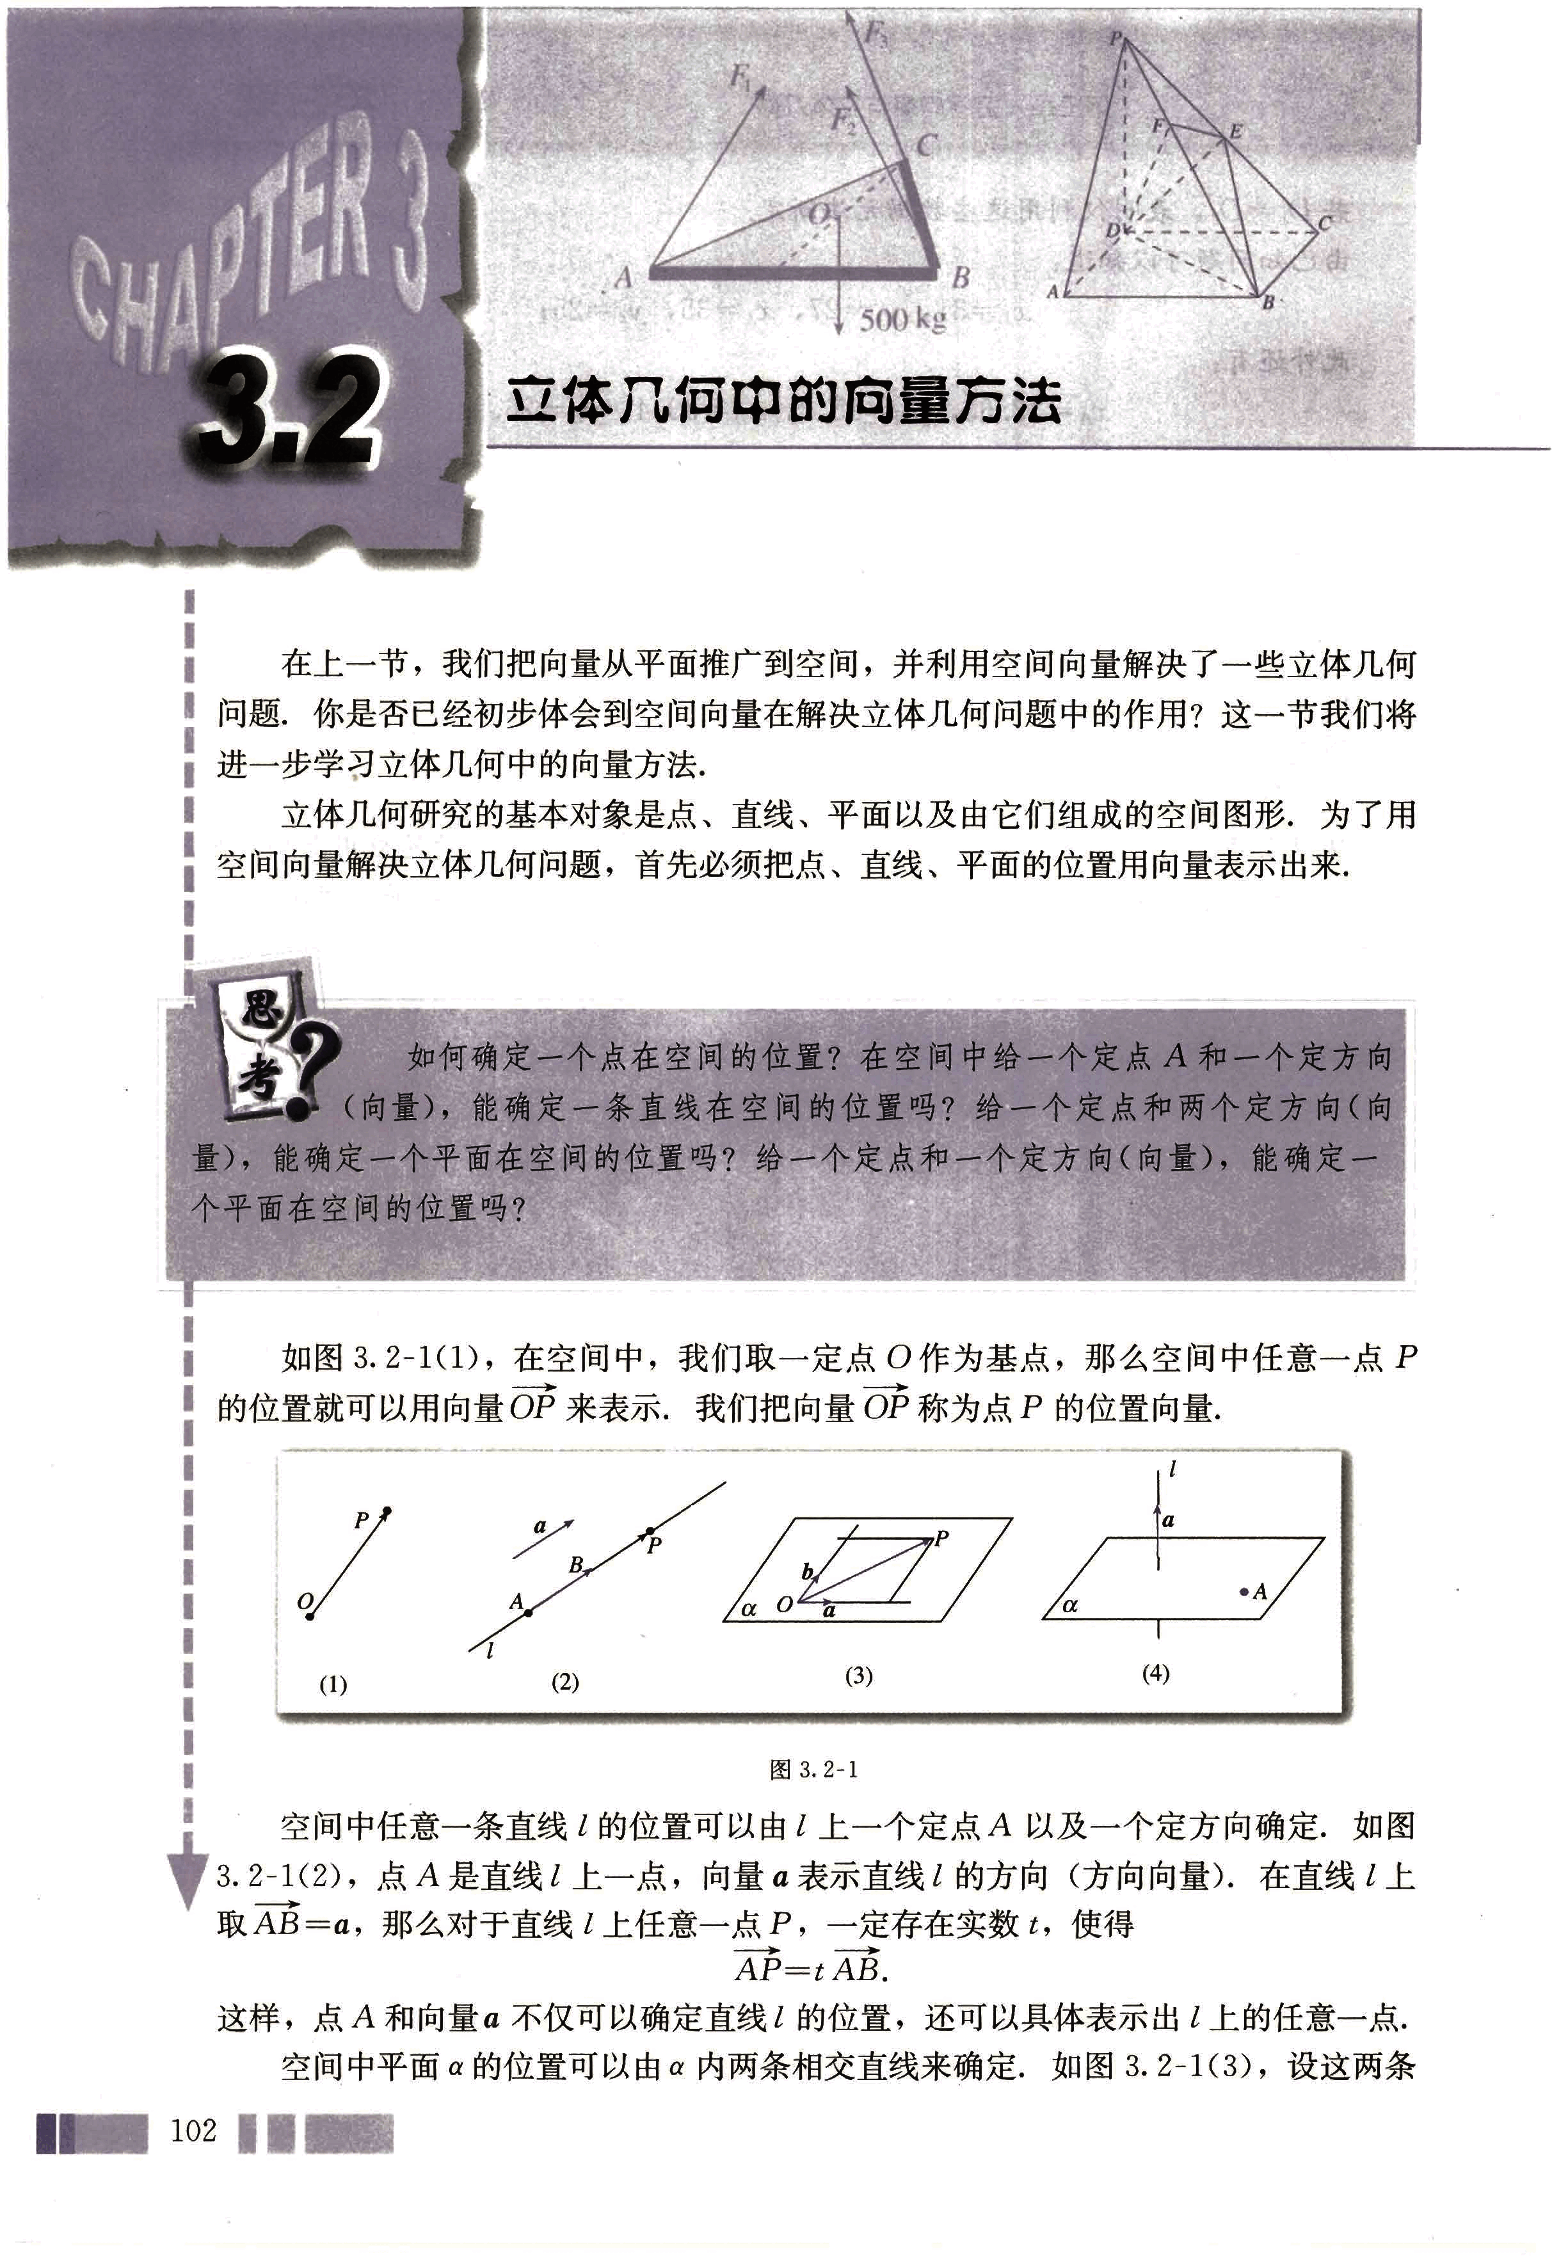 CHAPTER 3
3.2
F₁
F₂
F₃
C
O
A
B
500 kg
P
F
E
D
C
A
B
立体几何中的向量方法
在上一节，我们把向量从平面推广到空间，并利用空间向量解决了一些立体几何
问题．你是否已经初步体会到空间向量在解决立体几何问题中的作用？这一节我们将
进一步学习立体几何中的向量方法．
立体几何研究的基本对象是点、直线、平面以及由它们组成的空间图形．为了用
空间向量解决立体几何问题，首先必须把点、直线、平面的位置用向量表示出来．
思考?
如何确定一个点在空间的位置？在空间中给一个定点 A 和一个定方向
（向量），能确定一条直线在空间的位置吗？给一个定点和两个定方向（向
量），能确定一个平面在空间的位置吗？给一个定点和一个定方向（向量），能确定一
个平面在空间的位置吗？
如图 3.2-1(1)，在空间中，我们取一定点 O 作为基点，那么空间中任意一点 P
的位置就可以用向量 $\overrightarrow{OP}$ 来表示．我们把向量 $\overrightarrow{OP}$ 称为点 P 的位置向量．
P
O
(1)
a
B
P
A
l
(2)
b
P
α
O
a
(3)
l
a
α
A
(4)
图 3.2-1
空间中任意一条直线 l 的位置可以由 l 上一个定点 A 以及一个定方向确定．如图
3.2-1(2)，点 A 是直线 l 上一点，向量 a 表示直线 l 的方向（方向向量）．在直线 l 上
取 $\overrightarrow{AB}$=a，那么对于直线 l 上任意一点 P，一定存在实数 t，使得
$\overrightarrow{AP}$=t $\overrightarrow{AB}$.
这样，点 A 和向量 a 不仅可以确定直线 l 的位置，还可以具体表示出 l 上的任意一点．
空间中平面 α 的位置可以由 α 内两条相交直线来确定．如图 3.2-1(3)，设这两条
102